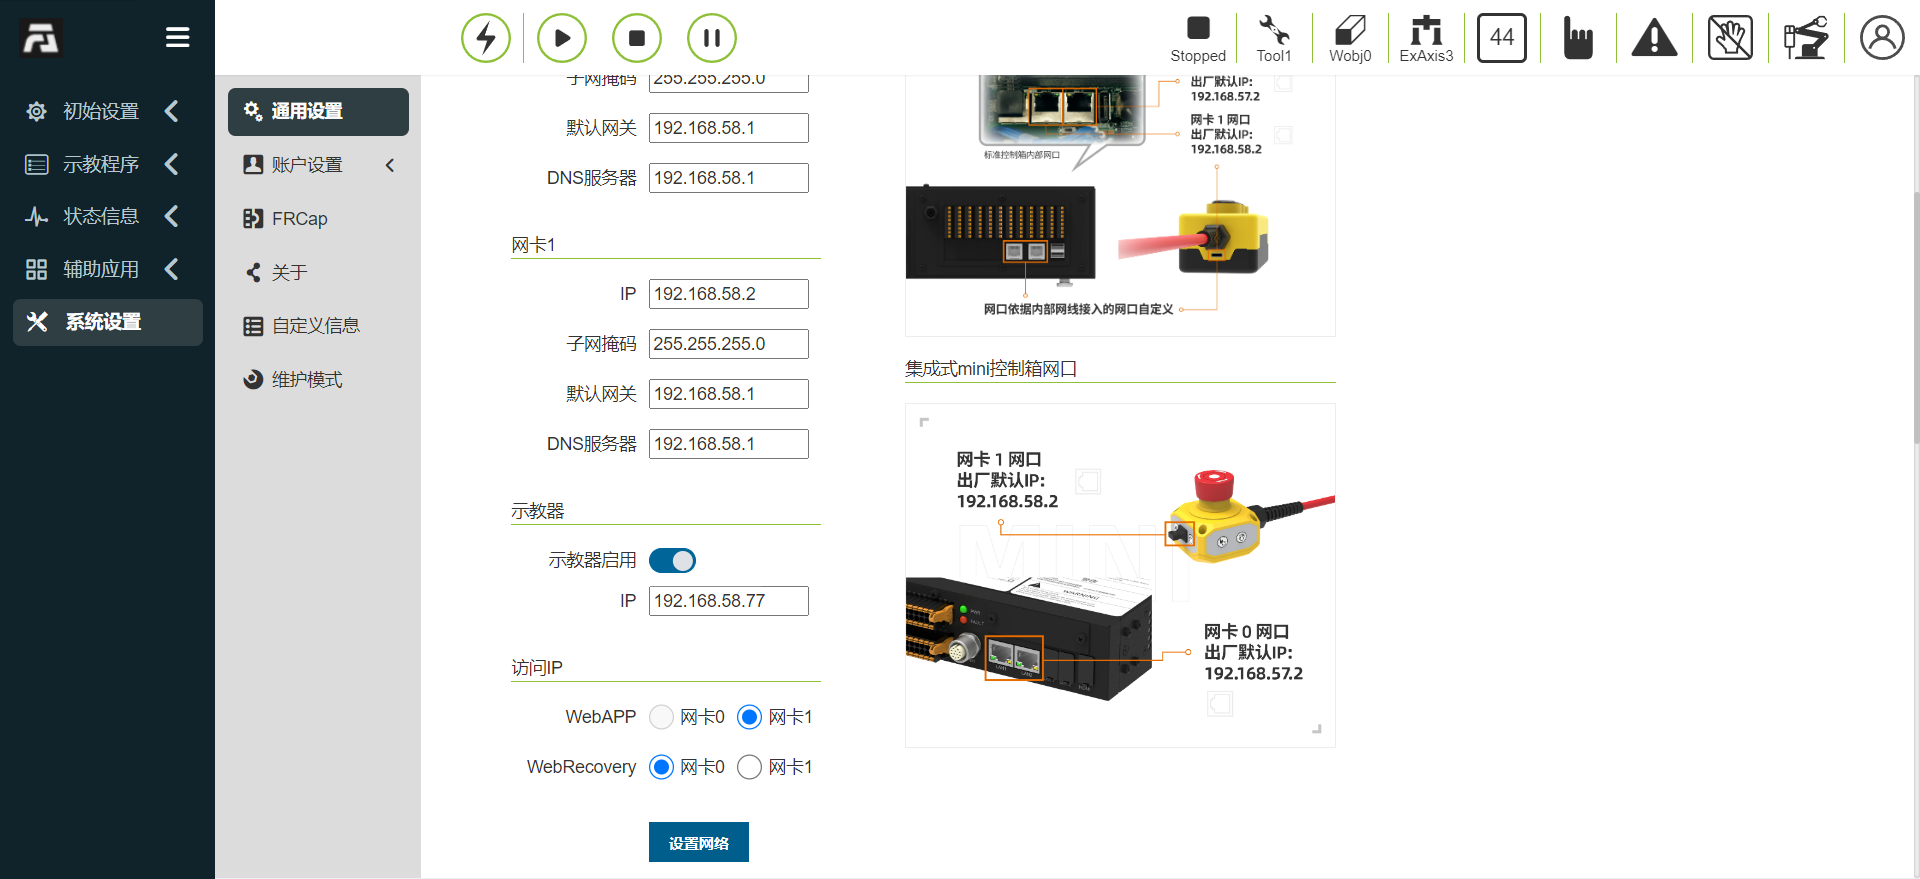 Stopped
Tool1
Wobj0
ExAxis3
44
初始设置
示教程序
状态信息
辅助应用
系统设置
通用设置
账户设置
FRCap
关于
自定义信息
维护模式
子网掩码 255.255.255.0
默认网关 192.168.58.1
DNS服务器 192.168.58.1
网卡1
IP 192.168.58.2
子网掩码 255.255.255.0
默认网关 192.168.58.1
DNS服务器 192.168.58.1
示教器
示教器启用
IP 192.168.58.77
访问IP
WebAPP 网卡0 网卡1
WebRecovery 网卡0 网卡1
设置网络
出厂默认IP:
192.168.57.2
网卡 1 网口
出厂默认IP:
192.168.58.2
标准控制箱内部网口
网口依据内部网线接入的网口自定义
集成式mini控制箱网口
网卡 1 网口
出厂默认IP:
192.168.58.2
MINI
WARNING
PWR
FAULT
网卡 0 网口
出厂默认IP:
192.168.57.2